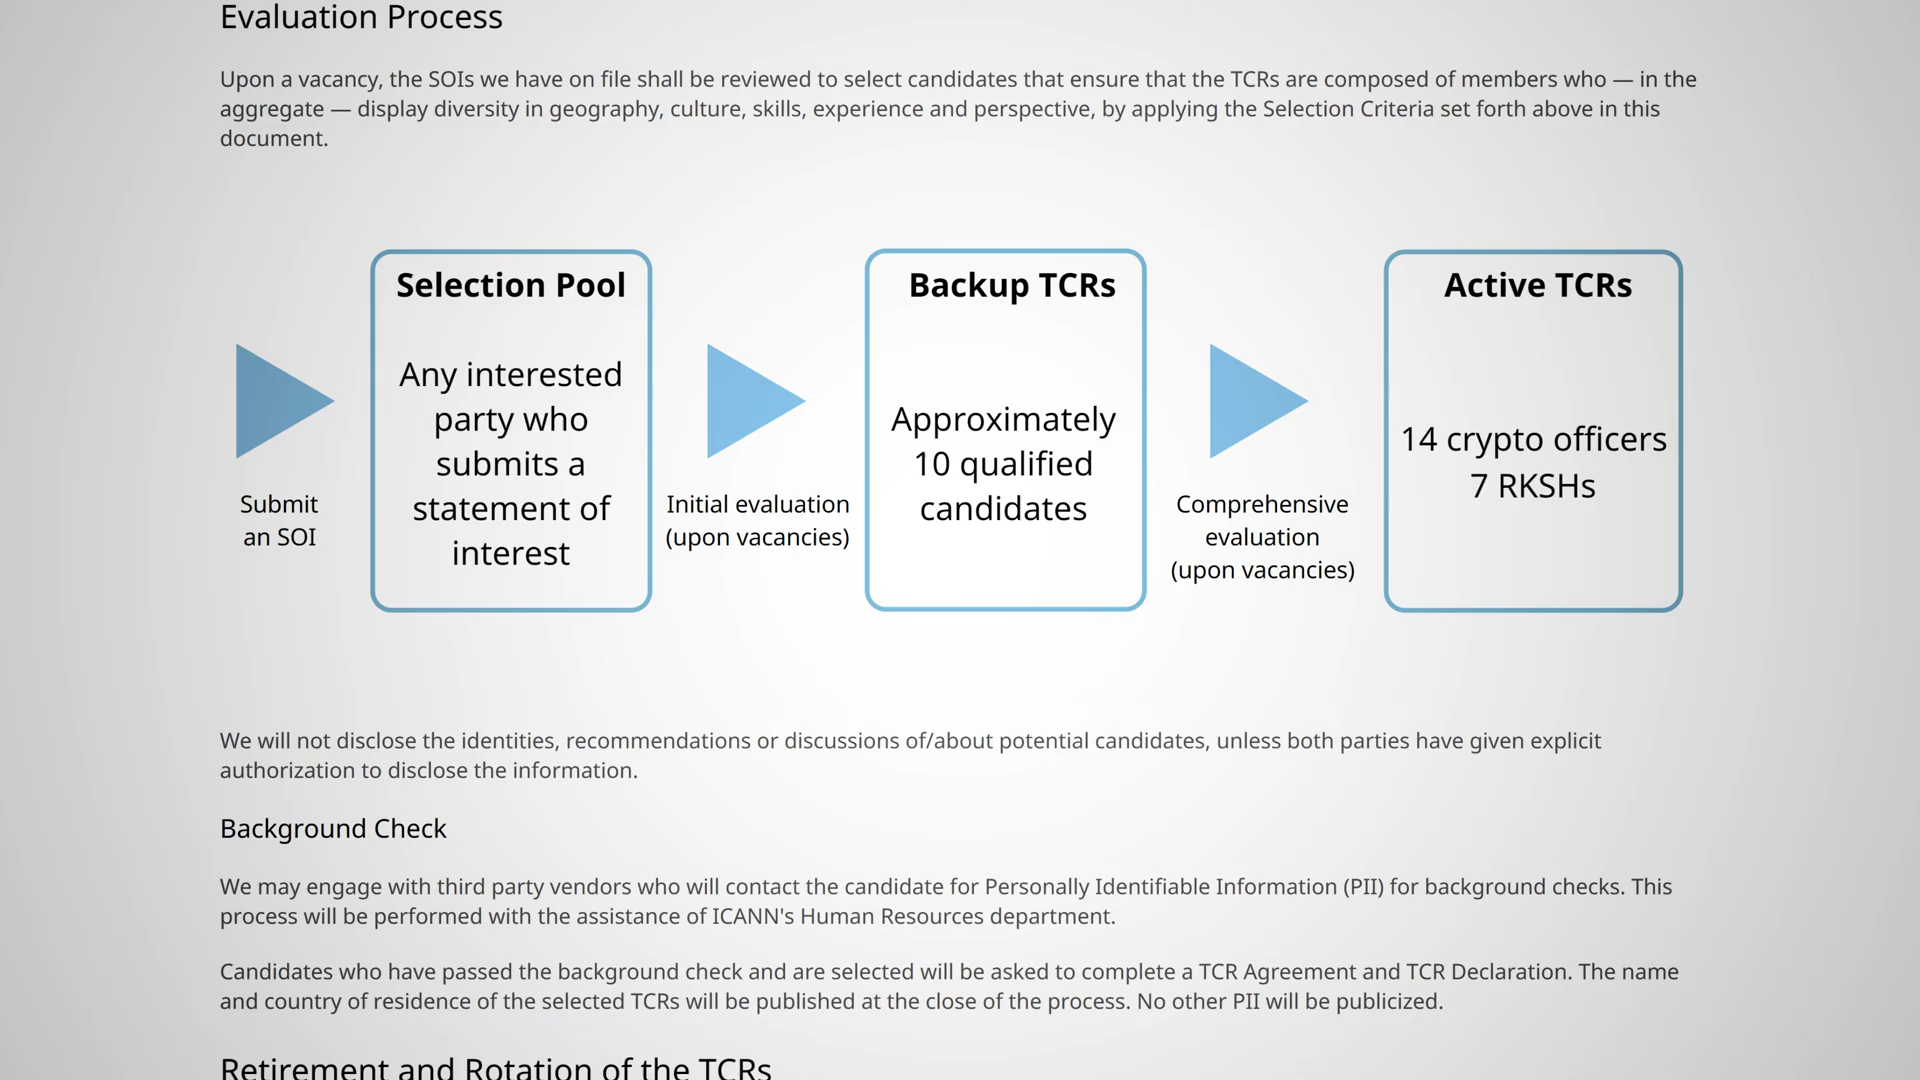 Evaluation Process
Upon a vacancy, the SOIs we have on file shall be reviewed to select candidates that ensure that the TCRs are composed of members who — in the
aggregate — display diversity in geography, culture, skills, experience and perspective, by applying the Selection Criteria set forth above in this
document.
Submit
an SOI
Selection Pool
Any interested
party who
submits a
statement of
interest
Initial evaluation
(upon vacancies)
Backup TCRs
Approximately
10 qualified
candidates
Comprehensive
evaluation
(upon vacancies)
Active TCRs
14 crypto officers
7 RKSHs
We will not disclose the identities, recommendations or discussions of/about potential candidates, unless both parties have given explicit
authorization to disclose the information.
Background Check
We may engage with third party vendors who will contact the candidate for Personally Identifiable Information (PII) for background checks. This
process will be performed with the assistance of ICANN's Human Resources department.
Candidates who have passed the background check and are selected will be asked to complete a TCR Agreement and TCR Declaration. The name
and country of residence of the selected TCRs will be published at the close of the process. No other PII will be publicized.
Retirement and Rotation of the TCRs